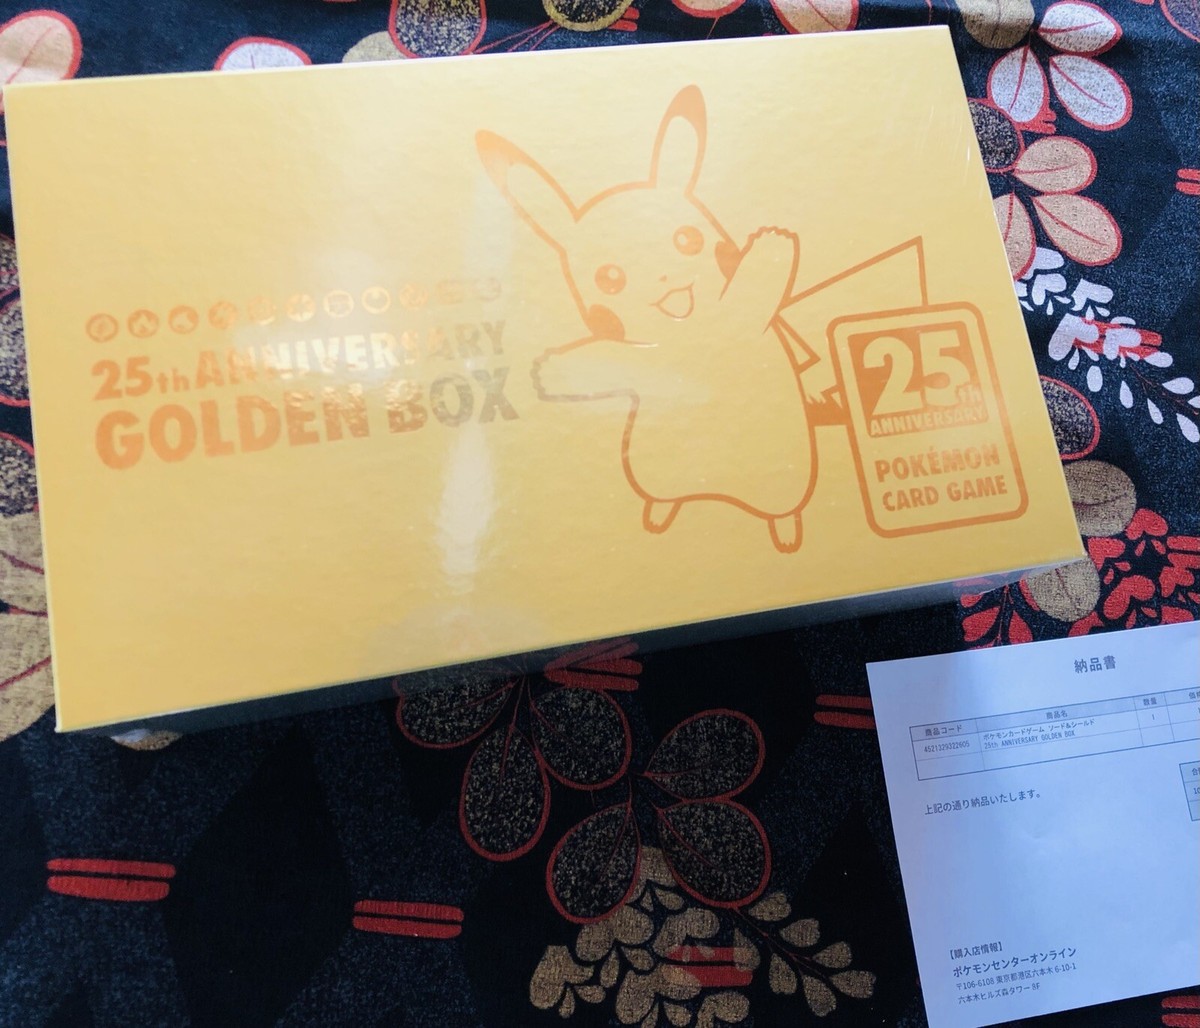 25th ANNIVERSARY
GOLDEN BOX
25th
ANNIVERSARY
POKÉMON
CARD GAME
納品書
商品コード 商品名 数量
4521329322605 ポケモンカードゲーム ソード&シールド 1
25th ANNIVERSARY GOLDEN BOX
上記の通り納品いたします。
【購入店情報】
ポケモンセンターオンライン
〒106-6108 東京都港区六本木 6-10-1
六本木ヒルズ森タワー 8F